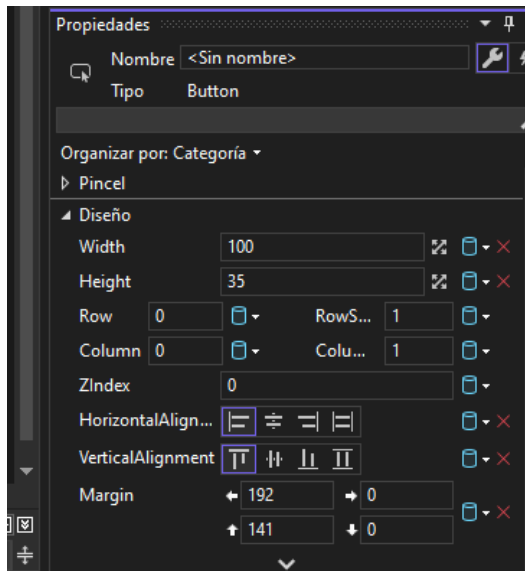 Propiedades
Nombre <Sin nombre>
Tipo Button
Organizar por: Categoría
Pincel
Diseño
Width 100
Height 35
Row 0 RowS... 1
Column 0 Colu... 1
ZIndex 0
HorizontalAlign...
VerticalAlignment
Margin 192 0
141 0